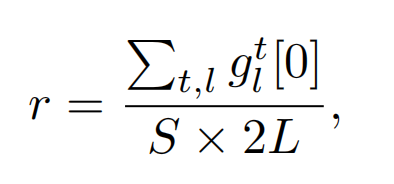 r = \frac{\sum_{t,l} g_l^t[0]}{S \times 2L},